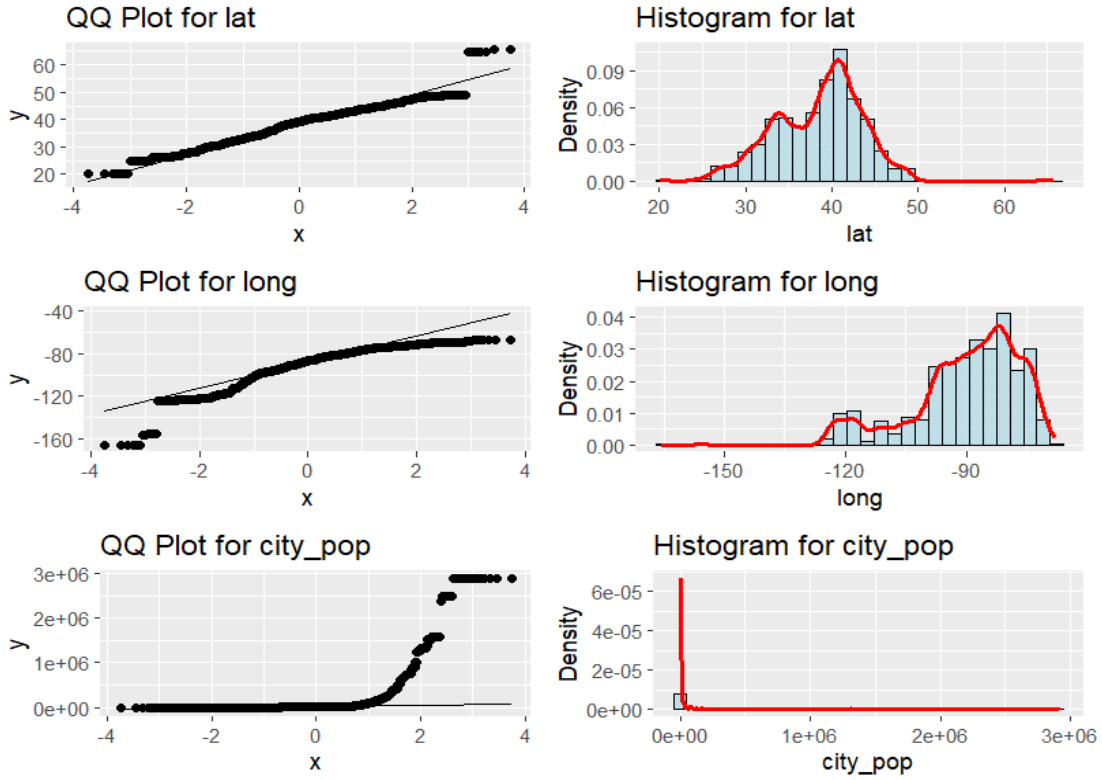 QQ Plot for lat
60
50
40
30
20
y
-4 -2 0 2 4
x
Histogram for lat
0.09
0.06
0.03
0.00
Density
20 30 40 50 60
lat
QQ Plot for long
-40
-80
-120
-160
y
-4 -2 0 2 4
x
Histogram for long
0.04
0.03
0.02
0.01
0.00
Density
-150 -120 -90
long
QQ Plot for city_pop
3e+06
2e+06
1e+06
0e+00
y
-4 -2 0 2 4
x
Histogram for city_pop
6e-05
4e-05
2e-05
0e+00
Density
0e+00 1e+06 2e+06 3e+06
city_pop